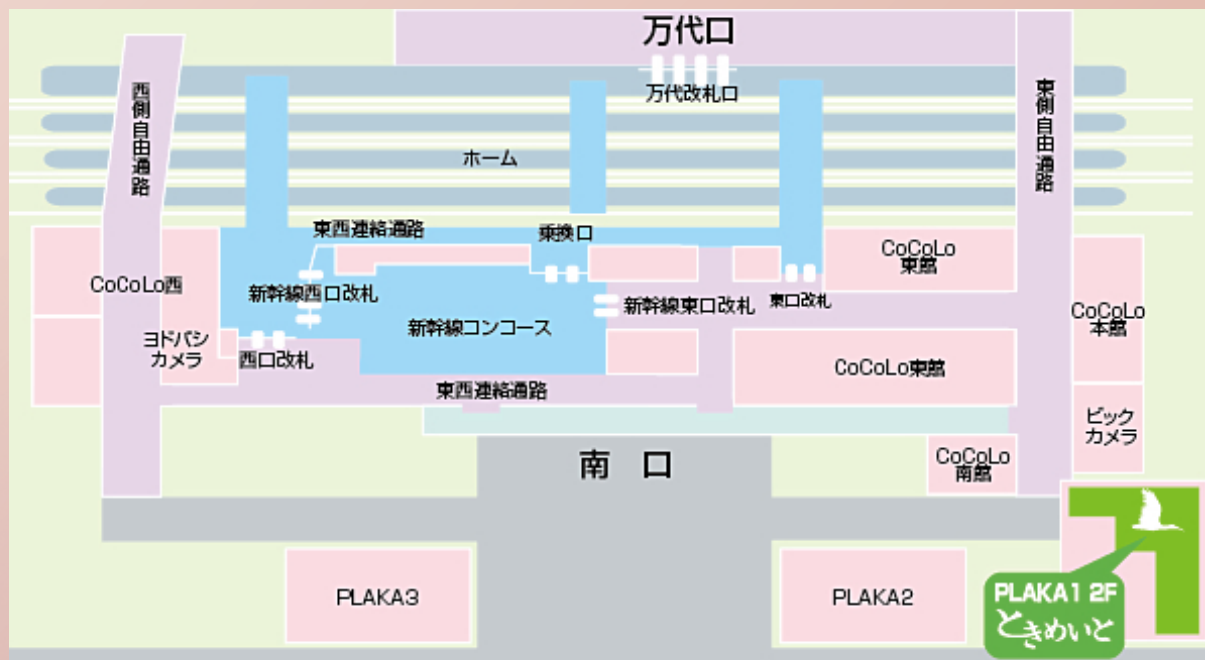 万代口
万代改札口
西側自由通路
東側自由通路
ホーム
東西連絡通路
乗換口
CoCoLo
東館
CoCoLo西
新幹線西口改札
新幹線東口改札
東口改札
CoCoLo
本館
新幹線コンコース
ヨドバシ
カメラ
西口改札
CoCoLo東館
東西連絡通路
ビック
カメラ
南 口
CoCoLo
南館
PLAKA3
PLAKA2
PLAKA1 2F
ときめいと